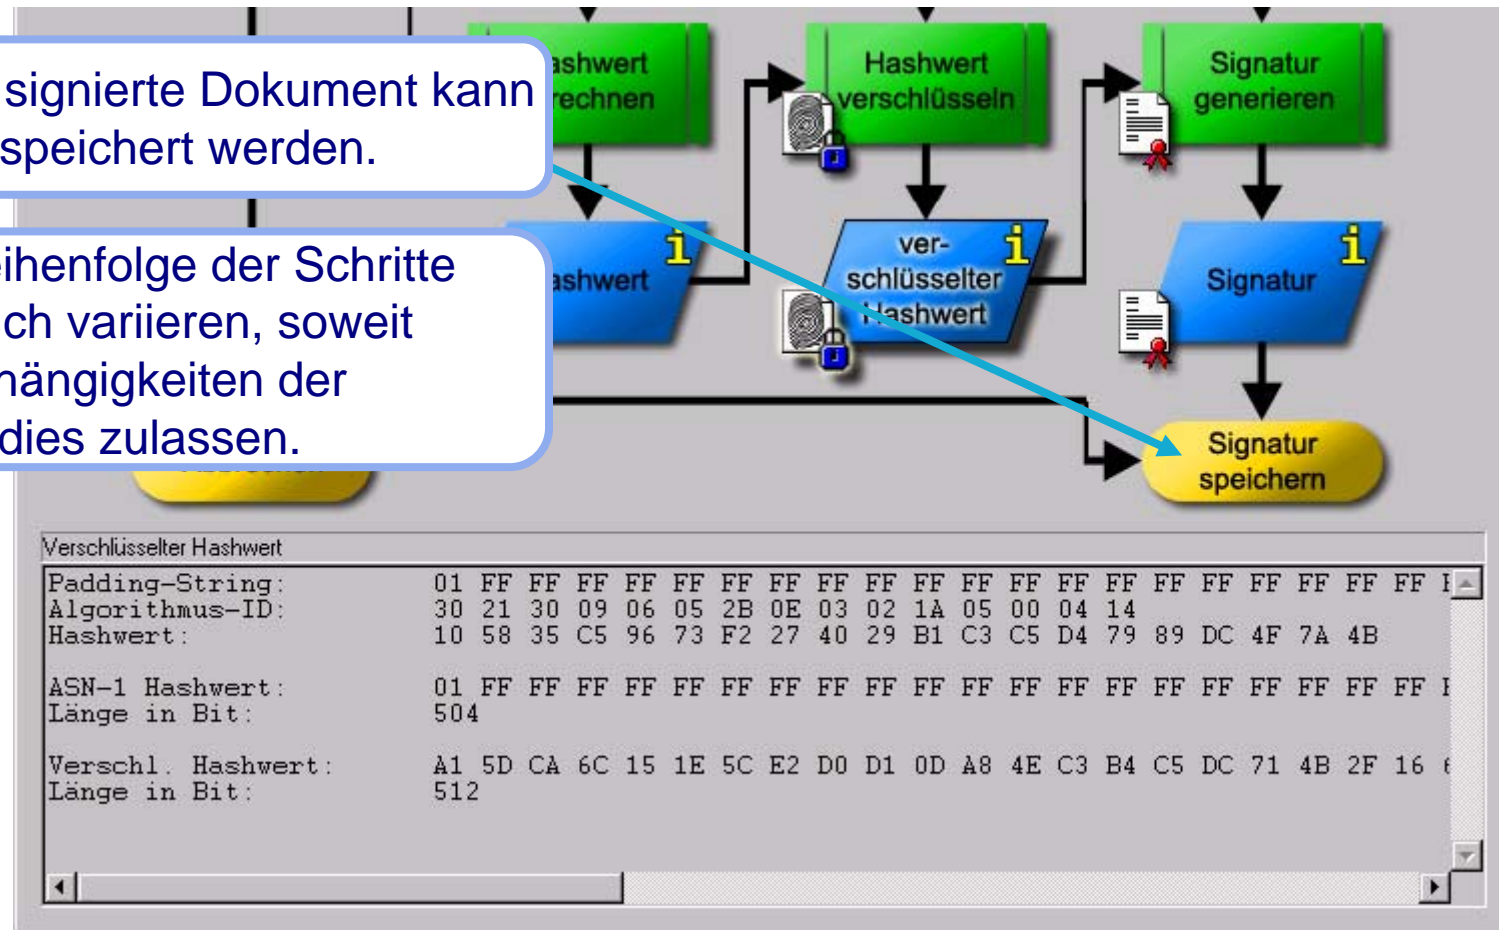 signierte Dokument kann
speichert werden.
ihenfolge der Schritte
ch variieren, soweit
hängigkeiten der
dies zulassen.
ashwert
rechnen
Hashwert
verschlüsseln
Signatur
generieren
ashwert
ver-
schlüsselter
Hashwert
Signatur
Signatur
speichern
Verschlüsselter Hashwert
Padding-String: 01 FF FF FF FF FF FF FF FF FF FF FF FF FF FF FF FF FF FF FF FF
Algorithmus-ID: 30 21 30 09 06 05 2B 0E 03 02 1A 05 00 04 14
Hashwert: 10 58 35 C5 96 73 F2 27 40 29 B1 C3 C5 D4 79 89 DC 4F 7A 4B
ASN-1 Hashwert: 01 FF FF FF FF FF FF FF FF FF FF FF FF FF FF FF FF FF FF FF FF
Länge in Bit: 504
Verschl. Hashwert: A1 5D CA 6C 15 1E 5C E2 D0 D1 0D A8 4E C3 B4 C5 DC 71 4B 2F 16
Länge in Bit: 512